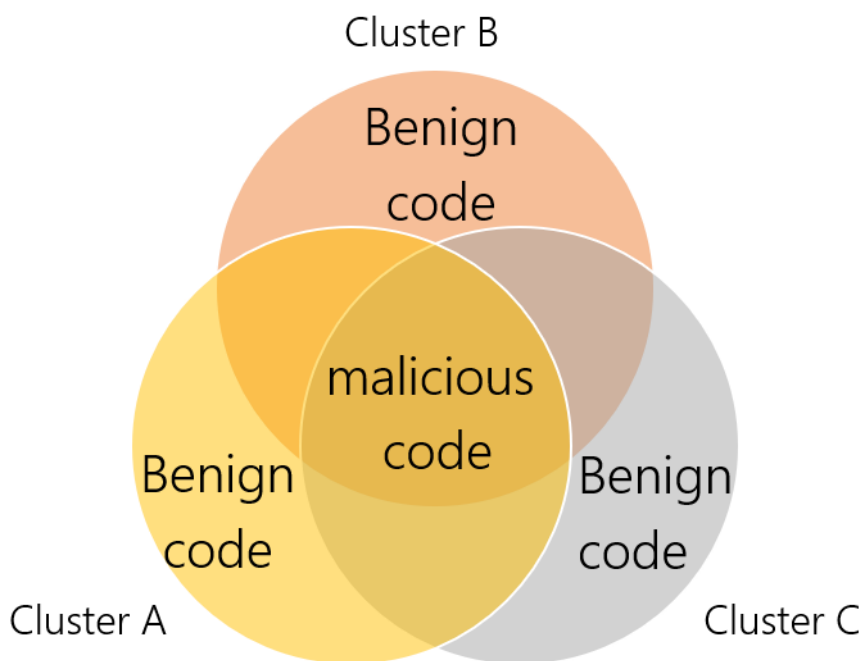 Cluster B
Benign
code
malicious
code
Benign
code
Benign
code
Cluster A
Cluster C